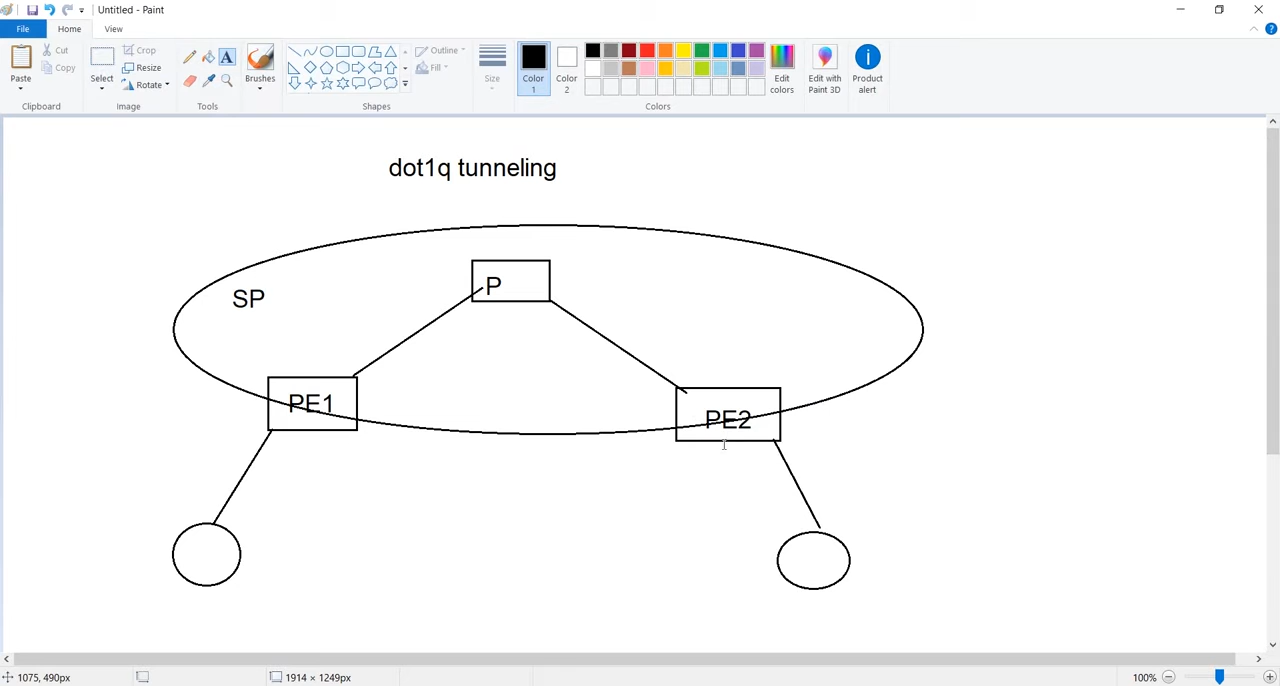 Untitled - Paint
File Home View
Paste
Cut
Copy
Clipboard
Select
Crop
Resize
Rotate
Image
A
Tools
Brushes
Shapes
Outline
Fill
Size
Color 1
Color 2
Edit colors
Colors
Edit with Paint 3D
Product alert
dot1q tunneling
P
SP
PE1
PE2
1075, 490px
1914 × 1249px
100%